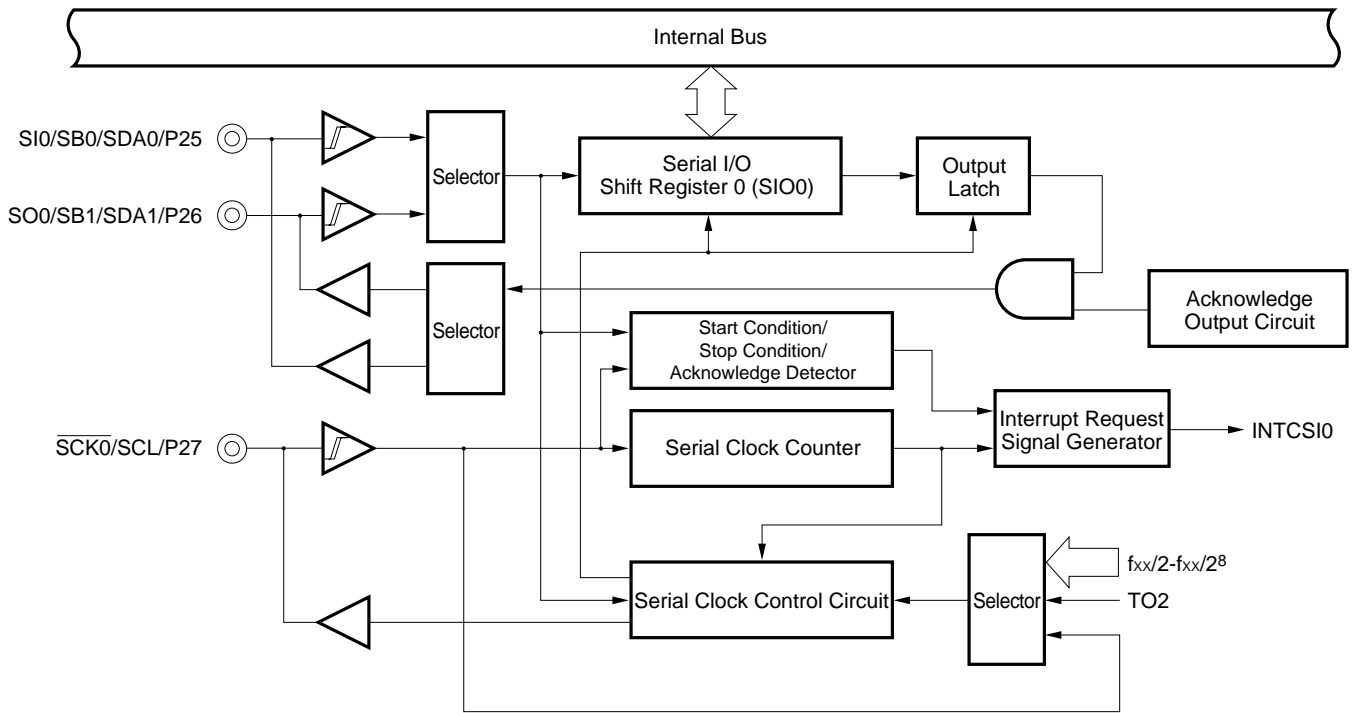 Internal Bus
SI0/SB0/SDA0/P25
Selector
Serial I/O
Shift Register 0 (SIO0)
Output
Latch
SO0/SB1/SDA1/P26
Selector
Acknowledge
Output Circuit
Start Condition/
Stop Condition/
Acknowledge Detector
SCK0/SCL/P27
Serial Clock Counter
Interrupt Request
Signal Generator
INTCSI0
Serial Clock Control Circuit
Selector
fxx/2-fxx/2⁸
TO2